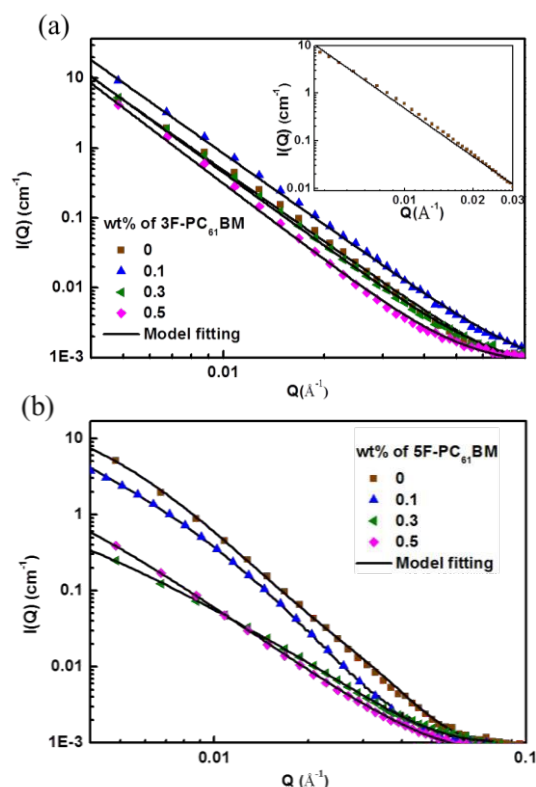 (a)
10
1
0.1
0.01
1E-3
I(Q) (cm⁻¹)
wt% of 3F-PC₆₁BM
0
0.1
0.3
0.5
Model fitting
0.01
Q(Å⁻¹)
10
1
0.1
0.01
I(Q) (cm⁻¹)
0.01
0.02
0.03
Q(Å⁻¹)
(b)
10
1
0.1
0.01
1E-3
I(Q) (cm⁻¹)
wt% of 5F-PC₆₁BM
0
0.1
0.3
0.5
Model fitting
0.01
0.1
Q (Å⁻¹)